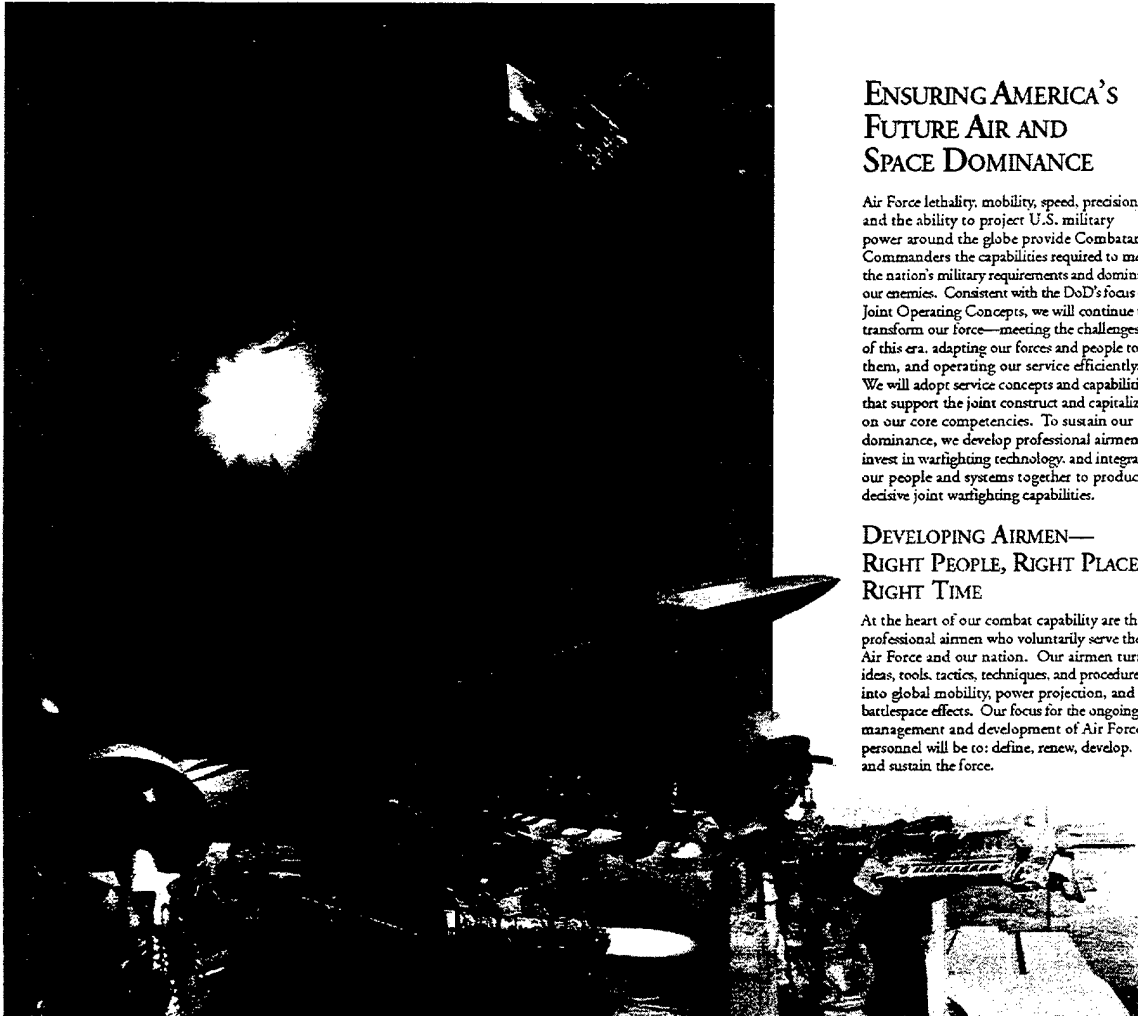 ENSURING AMERICA'S
FUTURE AIR AND
SPACE DOMINANCE
Air Force lethality, mobility, speed, precision,
and the ability to project U.S. military
power around the globe provide
Commanders the capabilities required to
the nation's military requirements and
our enemies. Consistent with the DoD's focus
Joint Operating Concepts, we will continue
transform our force—meeting the challenges
of this era, adapting our forces and people to
them, and operating our service efficiently.
We will adopt service concepts and
that support the joint construct and
on our core competencies. To sustain our
dominance, we develop professional airmen
invest in warfighting technology, and
our people and systems together to
decisive joint warfighting capabilities.
DEVELOPING AIRMEN—
RIGHT PEOPLE, RIGHT PLACE
RIGHT TIME
At the heart of our combat capability are
professional airmen who voluntarily serve
Air Force and our nation. Our airmen
ideas, tools, tactics, techniques, and
into global mobility, power projection, and
battlespace effects. Our focus for the ongoing
management and development of Air Force
personnel will be to: define, renew, develop,
and sustain the force.